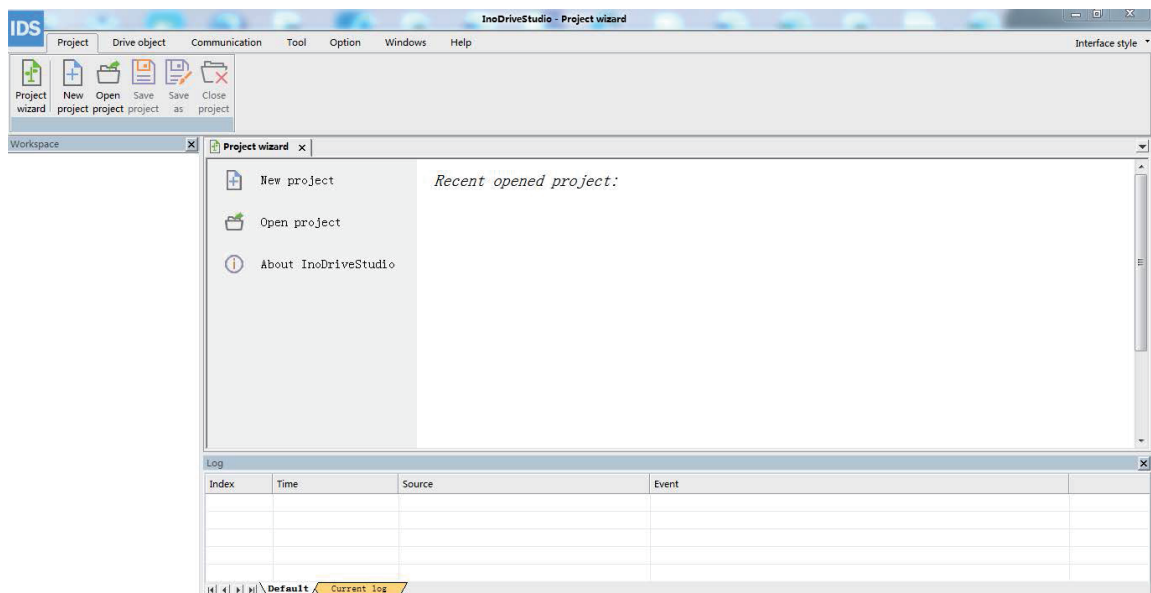 InoDriveStudio - Project wizard
IDS
Project Drive object Communication Tool Option Windows Help Interface style
Project New Open Save Save Close
wizard project project project as project
Workspace
Project wizard
New project
Recent opened project:
Open project
About InoDriveStudio
Log
Index Time Source Event
Default Current log